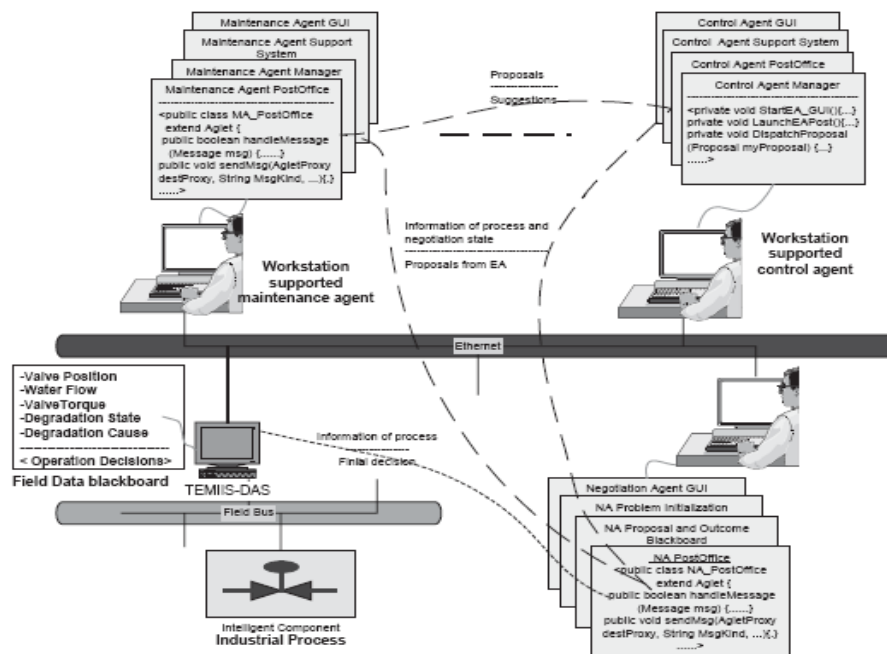 Maintenance Agent GUI
Maintenance Agent Support
System
Maintenance Agent Manager
Maintenance Agent PostOffice
<public class MA_PostOffice
extend Aglet {
public boolean handleMessage
(Message msg) {......}
public void sendMsg(AgletProxy
destProxy, String MsgKind, ...){.}
......>
Proposals
Suggestions
Control Agent GUI
Control Agent Support System
Control Agent PostOffice
Control Agent Manager
<private void StartEA_GUI(){...}
private void LaunchEAPost(){...}
private void DispatchProposal
(Proposal myProposal) {...}
......>
Workstation
supported
maintenance agent
Information of process and
negotiation state
Proposals from EA
Workstation
supported
control agent
Ethernet
-Valve Position
-Water Flow
-ValveTorque
-Degradation State
-Degradation Cause
< Operation Decisions>
Field Data blackboard
TEMIIS-DAS
Information of process
Finial decision
Field Bus
Intelligent Component
Industrial Process
Negotiation Agent GUI
NA Problem Initialization
NA Proposal and Outcome
Blackboard
NA PostOffice
<public class NA_PostOffice
extend Aglet {
public boolean handleMessage
(Message msg) {......}
public void sendMsg(AgletProxy
destProxy, String MsgKind, ...){.}
......>